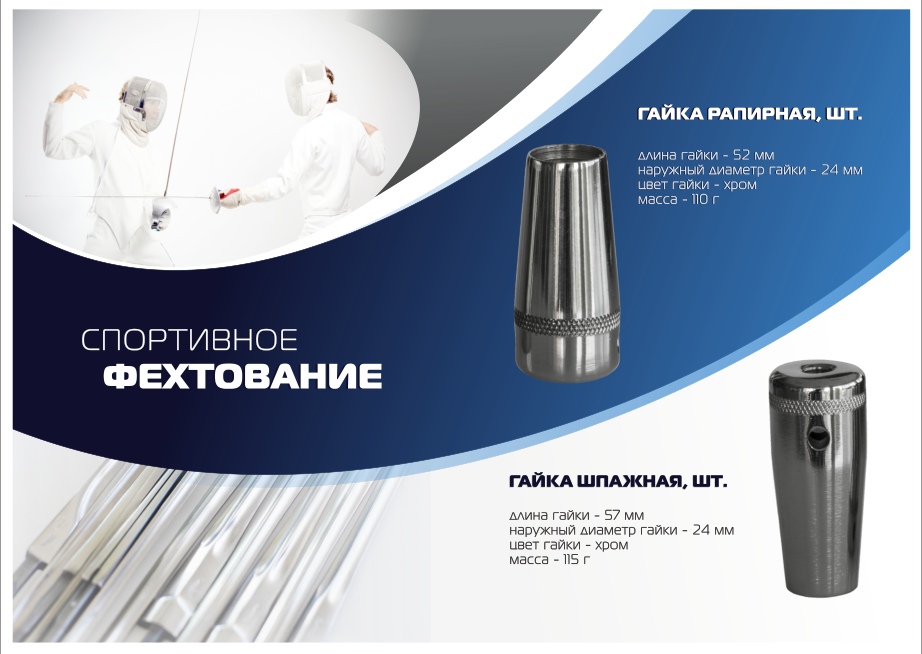 ГАЙКА РАПИРНАЯ, ШТ.
длина гайки - 52 мм
наружный диаметр гайки - 24 мм
цвет гайки - хром
масса - 110 г
СПОРТИВНОЕ
ФЕХТОВАНИЕ
ГАЙКА ШПАЖНАЯ, ШТ.
длина гайки - 57 мм
наружный диаметр гайки - 24 мм
цвет гайки - хром
масса - 115 г